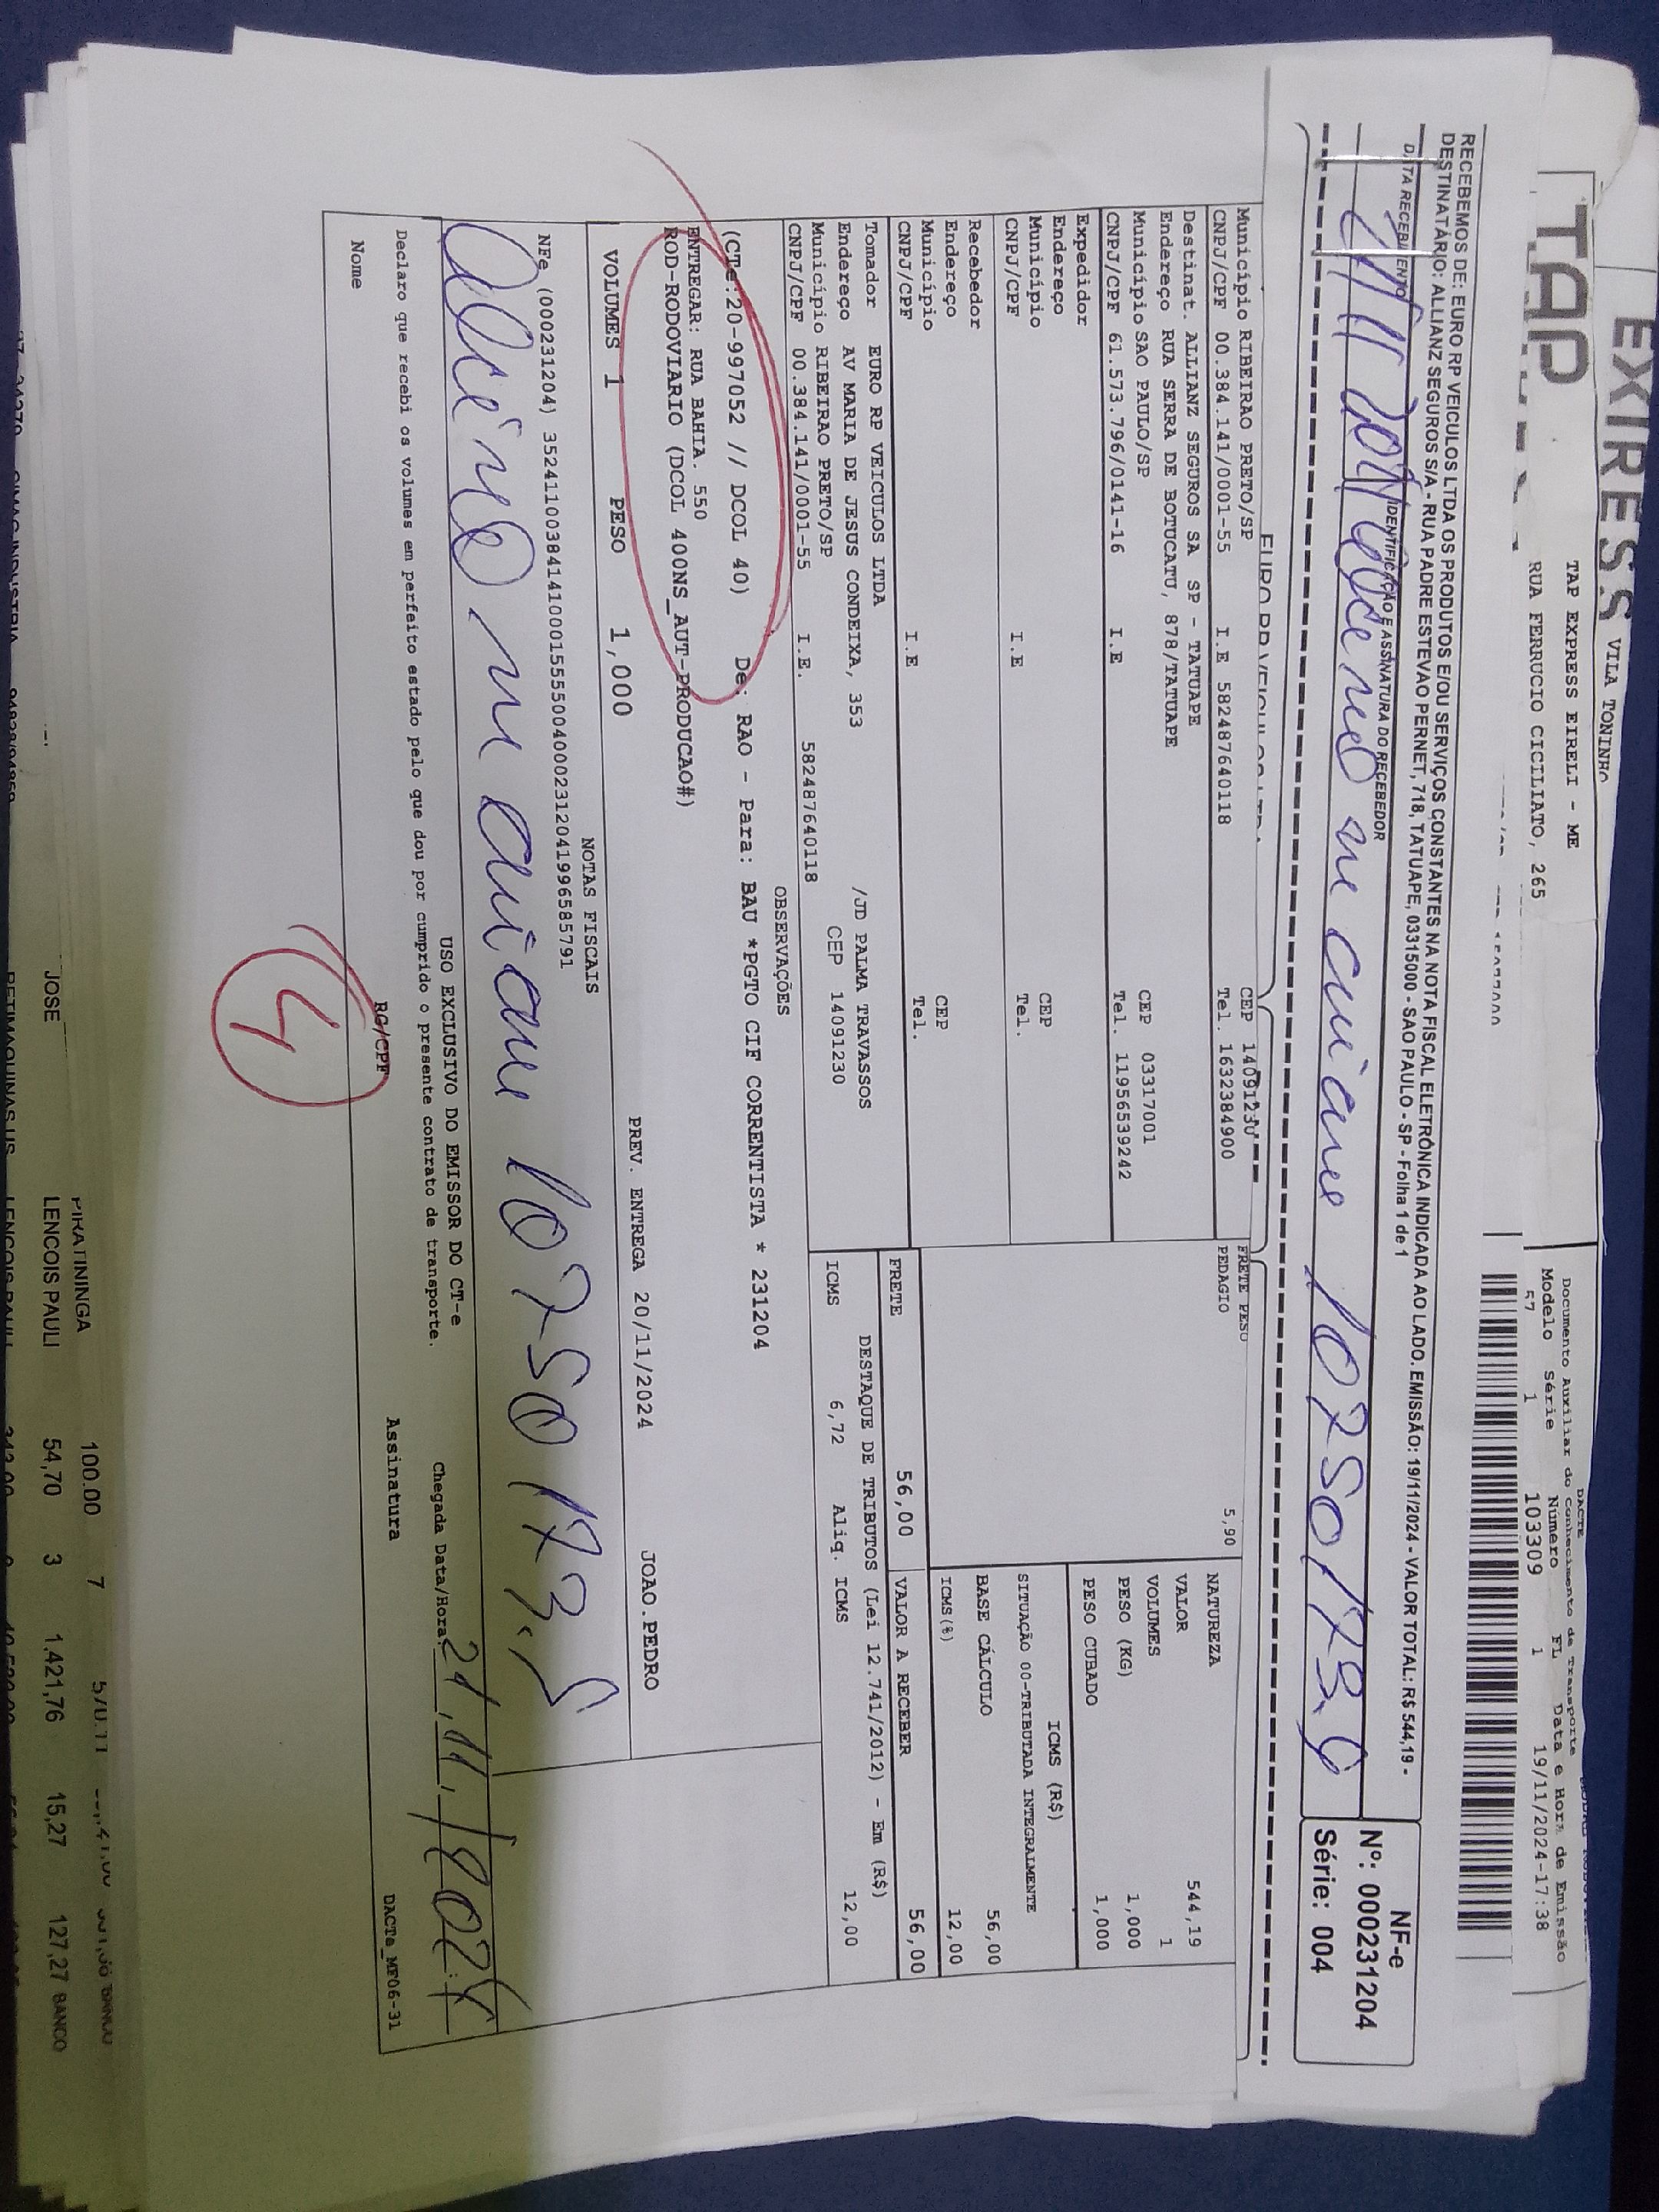 EXIRESS VILA TONINHO
TAP
TAP EXPRESS EIRELI - ME
RUA FERRUCIO CICILIATO, 265
DACTE
Documento Auxiliar do Conhecimento de Transporte
Modelo Série Número FL Data e Hora de Emissão
57 1 103309 1 19/11/2024-17:38
RECEBEMOS DE: EURO RP VEICULOS LTDA OS PRODUTOS E/OU SERVIÇOS CONSTANTES NA NOTA FISCAL ELETRÔNICA INDICADA AO LADO. EMISSÃO: 19/11/2024 - VALOR TOTAL: R$ 544,19 -
DESTINATÁRIO: ALLIANZ SEGUROS S/A - RUA PADRE ESTEVAO PERNET, 718, TATUAPE, 03315000 - SAO PAULO - SP - Folha 1 de 1
DATA RECEBIMENTO
IDENTIFICAÇÃO E ASSINATURA DO RECEBEDOR
NF-e
Nº: 000231204
Série: 004
EURO RP VEICULOS LTDA
Município RIBEIRAO PRETO/SP CEP 14091230
CNPJ/CPF 00.384.141/0001-55 I.E 582487640118 Tel. 1632384900
Destinat. ALLIANZ SEGUROS SA SP - TATUAPE
Endereço RUA SERRA DE BOTUCATU, 878/TATUAPE
Município SAO PAULO/SP CEP 03317001
CNPJ/CPF 61.573.796/0141-16 I.E Tel. 11956539242
Expedidor
Endereço
Município CEP
CNPJ/CPF I.E Tel.
Recebedor
Endereço
Município CEP
CNPJ/CPF I.E Tel.
Tomador EURO RP VEICULOS LTDA
Endereço AV MARIA DE JESUS CONDEIXA, 353 /JD PALMA TRAVASSOS
Município RIBEIRAO PRETO/SP CEP 14091230
CNPJ/CPF 00.384.141/0001-55 I.E. 582487640118
FRETE PESO
PEDAGIO 5,90
NATUREZA
VALOR 544,19
VOLUMES 1
PESO (KG) 1,000
PESO CUBADO 1,000
ICMS (R$)
SITUAÇÃO 00-TRIBUTADA INTEGRALMENTE
BASE CÁLCULO 56,00
ICMS(%) 12,00
FRETE 56,00 VALOR A RECEBER 56,00
DESTAQUE DE TRIBUTOS (Lei 12.741/2012) - Em (R$)
ICMS 6,72 Aliq. ICMS 12,00
OBSERVAÇÕES
(CTe:20-997052 // DCOL 40) De: RAO - Para: BAU *PGTO CIF CORRENTISTA * 231204
ENTREGAR: RUA BAHIA. 550
ROD-RODOVIARIO (DCOL 400NS_AUT-PRODUCAO#)
VOLUMES 1 PESO 1,000 PREV. ENTREGA 20/11/2024 JOAO.PEDRO
NOTAS FISCAIS
NFe (000231204) 35241100384141000155550040002312041996585791
USO EXCLUSIVO DO EMISSOR DO CT-e
Chegada Data/Hora 21,11,2024
Declaro que recebi os volumes em perfeito estado pelo que dou por cumprido o presente contrato de transporte.
Nome RG/CPF Assinatura DACTe_MF06-31
4
PIRATININGA 100.00 7
JOSE LENCOIS PAULI 54,70 3 1.421,76 15,27 127,27 BANCO